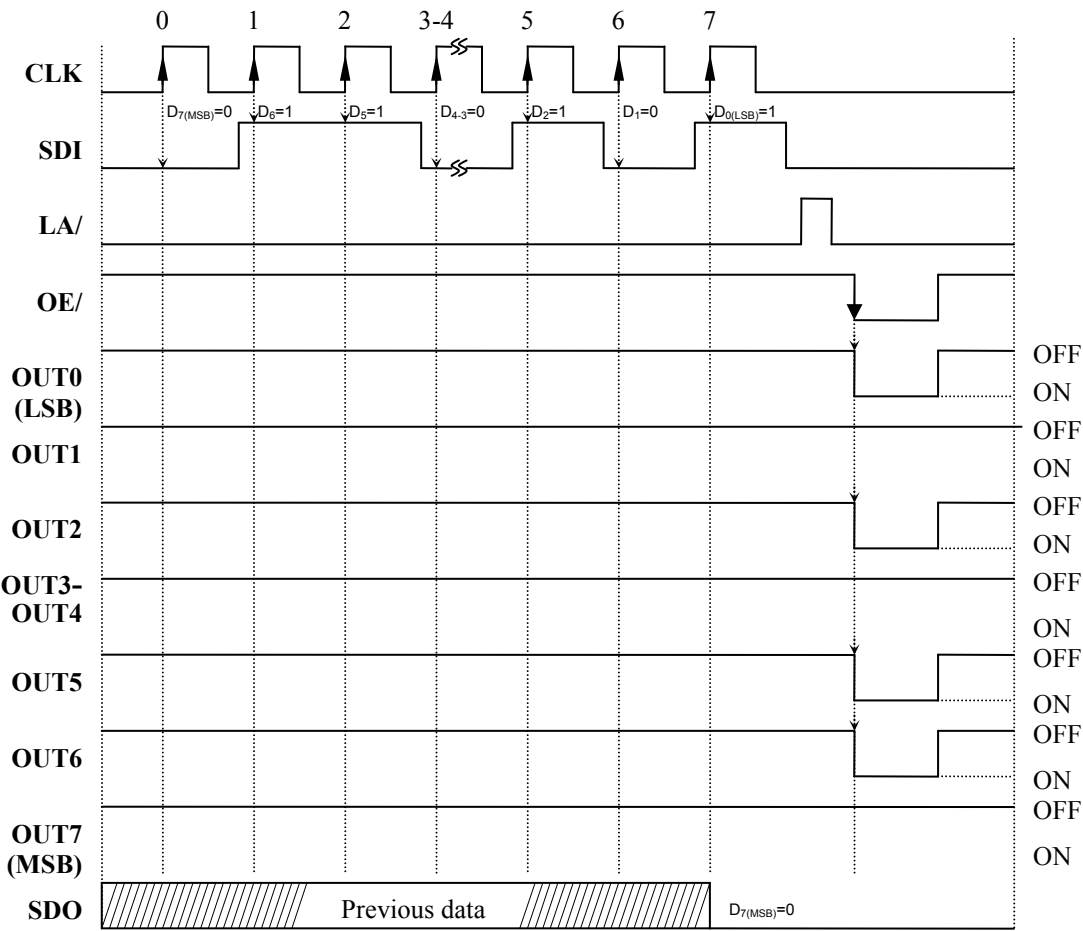 0 1 2 3-4 5 6 7
CLK
D7(MSB)=0 D6=1 D5=1 D4-3=0 D2=1 D1=0 D0(LSB)=1
SDI
LA/
OE/
OFF
OUT0
ON
(LSB)
OFF
OUT1
ON
OFF
OUT2
ON
OUT3-
OFF
OUT4
ON
OFF
OUT5
ON
OFF
OUT6
ON
OFF
OUT7
ON
(MSB)
SDO Previous data D7(MSB)=0